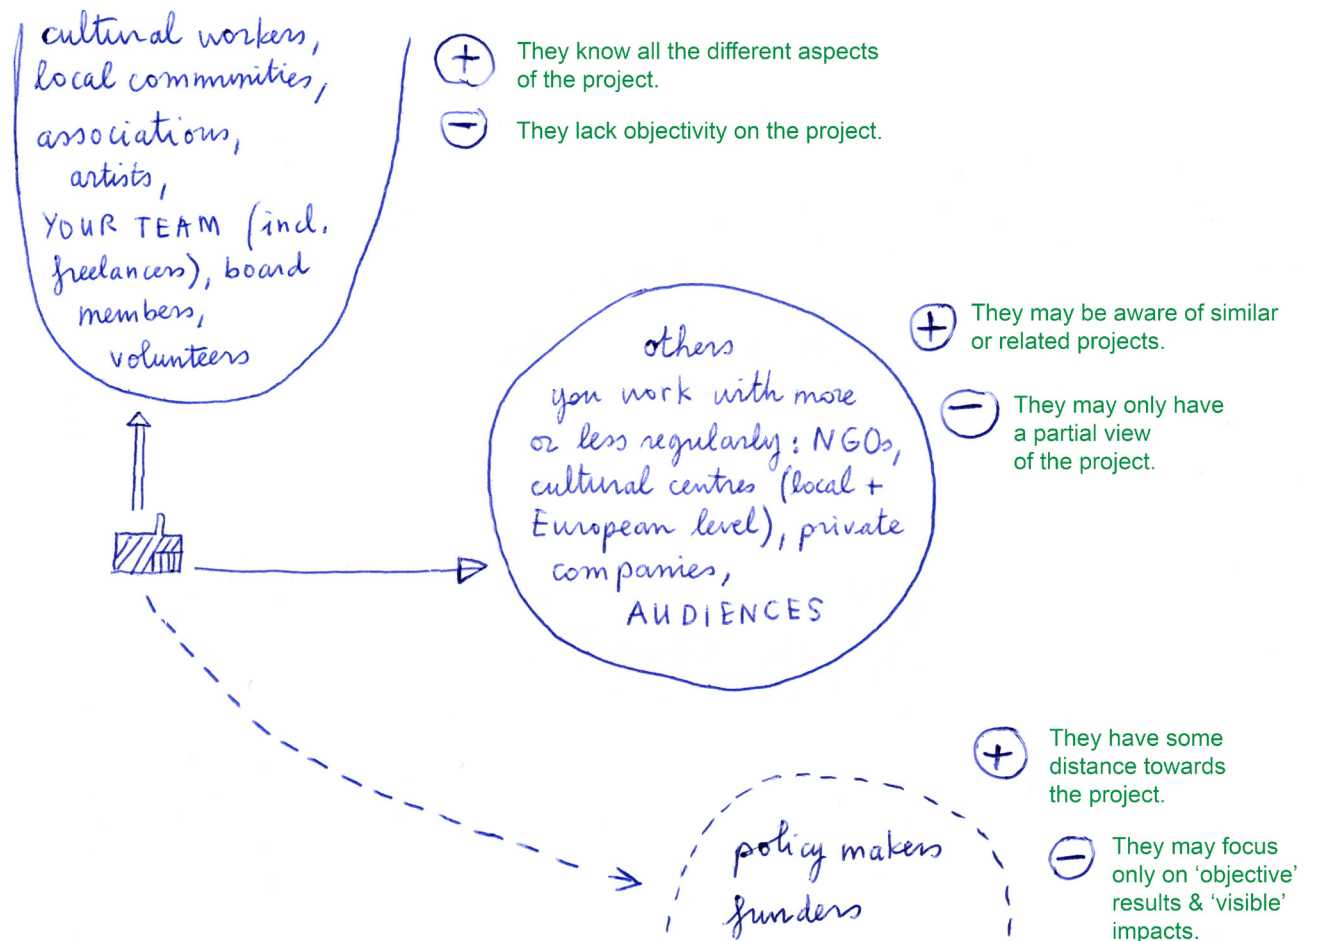 cultural workers,
local communities,
associations,
artists,
YOUR TEAM (incl.
freelancers), board
members,
volunteers
+
They know all the different aspects
of the project.
−
They lack objectivity on the project.
others
you work with more
or less regularly: NGOs,
cultural centres (local +
European level), private
companies,
AUDIENCES
+
They may be aware of similar
or related projects.
−
They may only have
a partial view
of the project.
policy makers
funders
+
They have some
distance towards
the project.
−
They may focus
only on ‘objective’
results & ‘visible’
impacts.